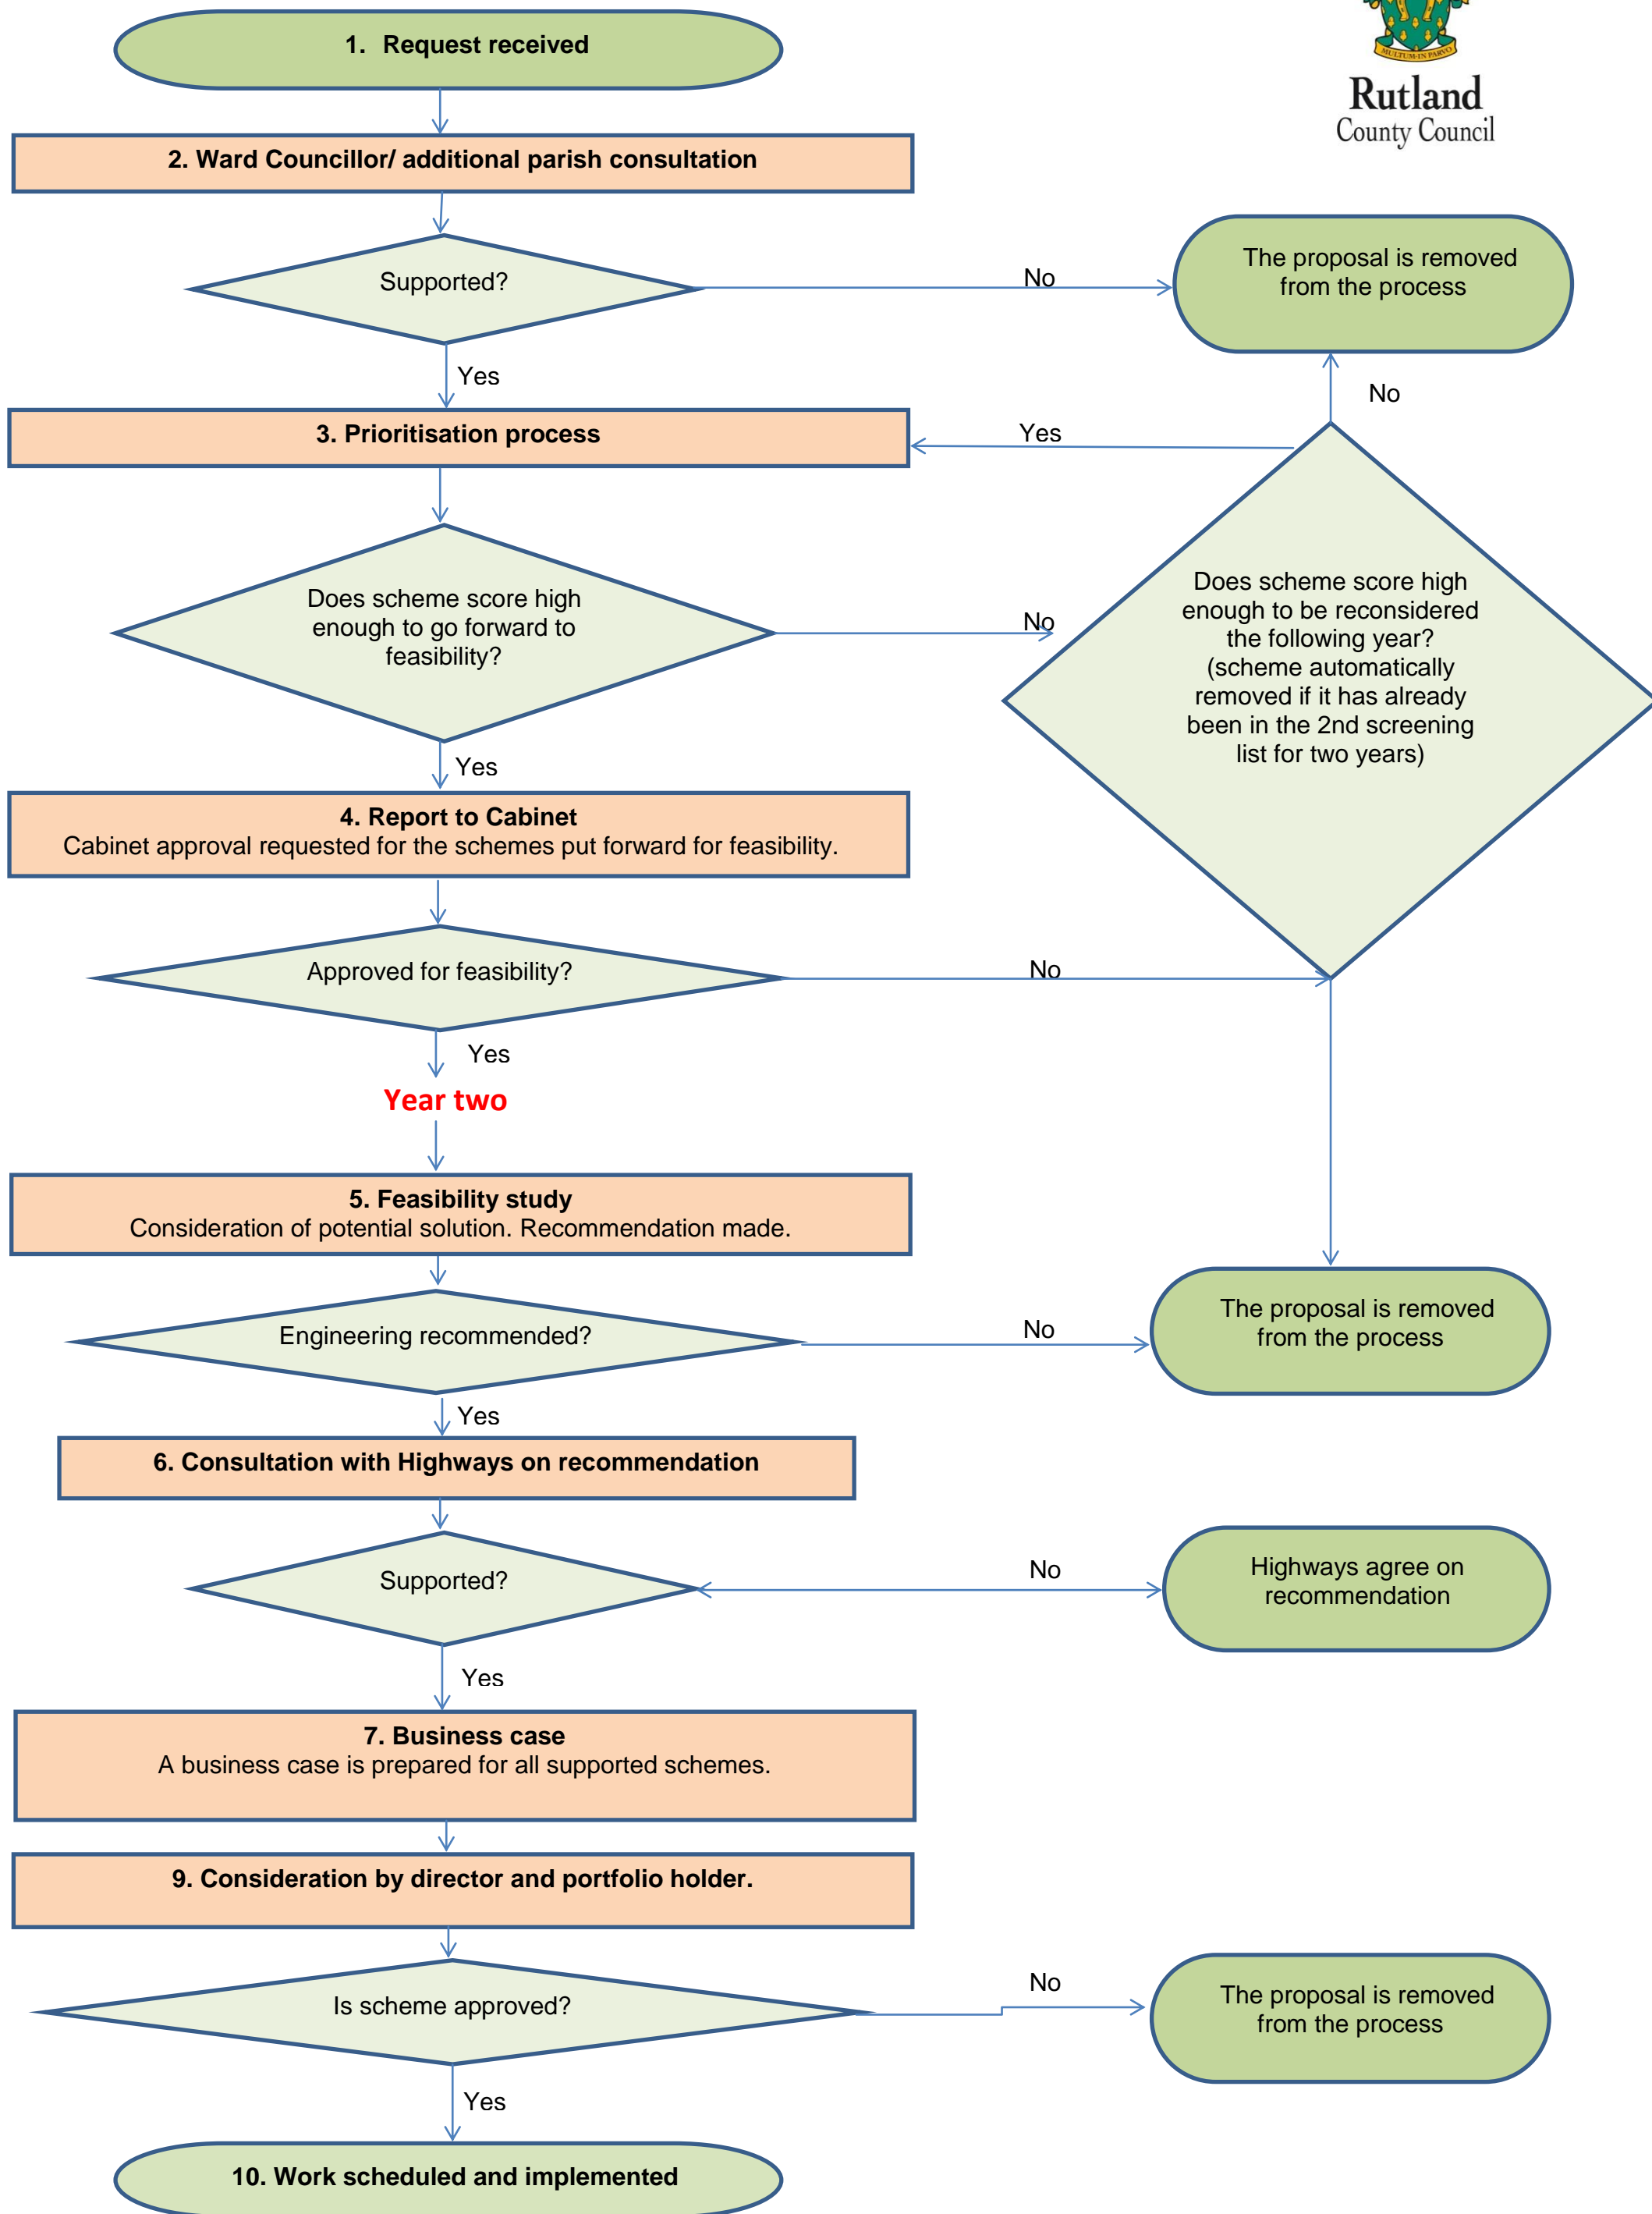 1. Request received
MULTUM-IN PARVO
Rutland
County Council
2. Ward Councillor/ additional parish consultation
Supported?
No
The proposal is removed
from the process
Yes
No
3. Prioritisation process
Yes
Does scheme score high
enough to go forward to
feasibility?
No
Does scheme score high
enough to be reconsidered
the following year?
(scheme automatically
removed if it has already
been in the 2nd screening
list for two years)
Yes
4. Report to Cabinet
Cabinet approval requested for the schemes put forward for feasibility.
Approved for feasibility?
No
Yes
Year two
5. Feasibility study
Consideration of potential solution. Recommendation made.
Engineering recommended?
No
The proposal is removed
from the process
Yes
6. Consultation with Highways on recommendation
Supported?
No
Highways agree on
recommendation
Yes
7. Business case
A business case is prepared for all supported schemes.
9. Consideration by director and portfolio holder.
Is scheme approved?
No
The proposal is removed
from the process
Yes
10. Work scheduled and implemented